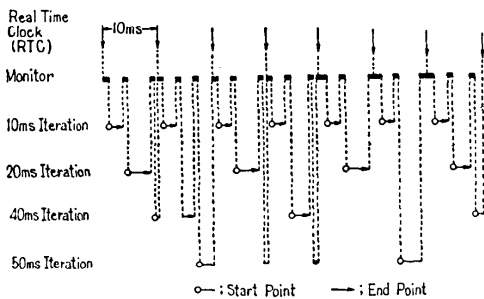 Real Time
Clock
(RTC)
10ms
Monitor
10ms Iteration
20ms Iteration
40ms Iteration
50ms Iteration
; Start Point
; End Point